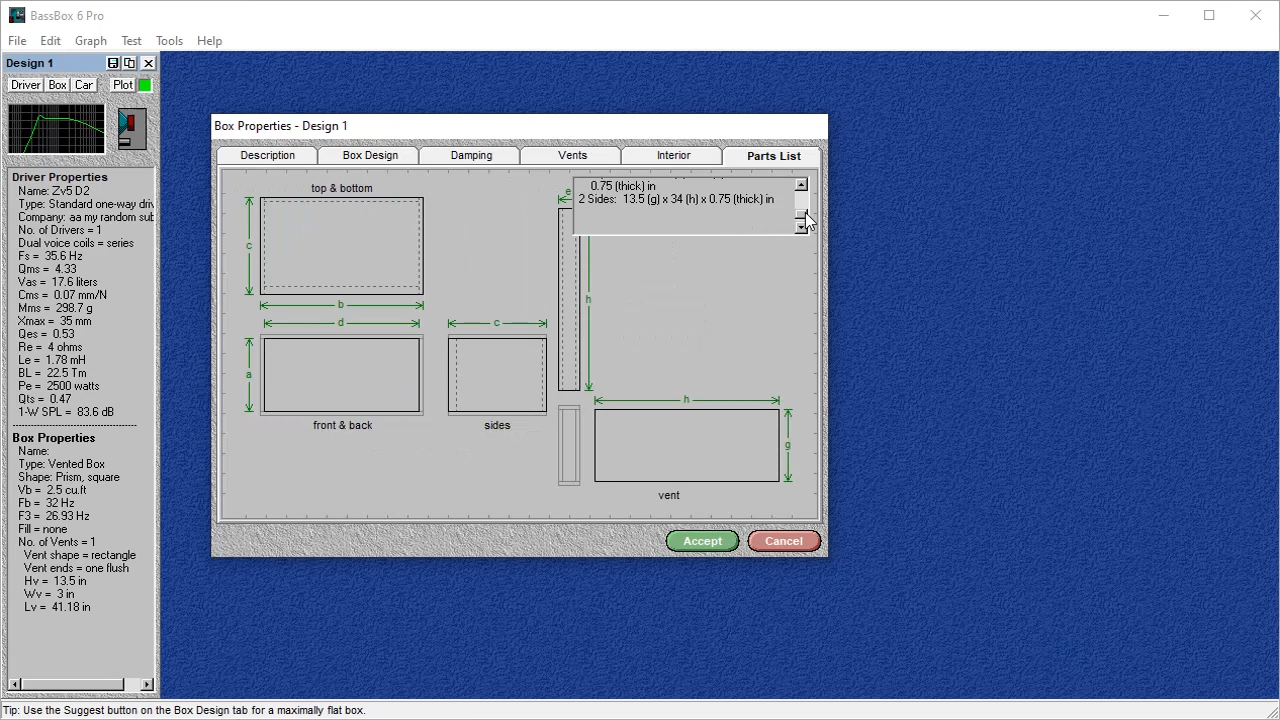 BassBox 6 Pro
File Edit Graph Test Tools Help
Design 1
Driver Box Car Plot
Driver Properties
Name: Zv5 D2
Type: Standard one-way driv
Company: aa my random sub
No. of Drivers = 1
Dual voice coils = series
Fs = 35.6 Hz
Qms = 4.33
Vas = 17.6 liters
Cms = 0.07 mm/N
Mms = 298.7 g
Xmax = 35 mm
Qes = 0.53
Re = 4 ohms
Le = 1.78 mH
BL = 22.5 Tm
Pe = 2500 watts
Qts = 0.47
1-W SPL = 83.6 dB
Box Properties
Name:
Type: Vented Box
Shape: Prism, square
Vb = 2.5 cu.ft
Fb = 32 Hz
F3 = 26.93 Hz
Fill = none
No. of Vents = 1
Vent shape = rectangle
Vent ends = one flush
Hv = 13.5 in
Wv = 3 in
Lv = 41.18 in
Box Properties - Design 1
Description Box Design Damping Vents Interior Parts List
top & bottom
c
b
d
a
front & back
c
sides
e
0.75 (thick) in
2 Sides: 13.5 (g) x 34 (h) x 0.75 (thick) in
h
h
g
vent
Accept Cancel
Tip: Use the Suggest button on the Box Design tab for a maximally flat box.